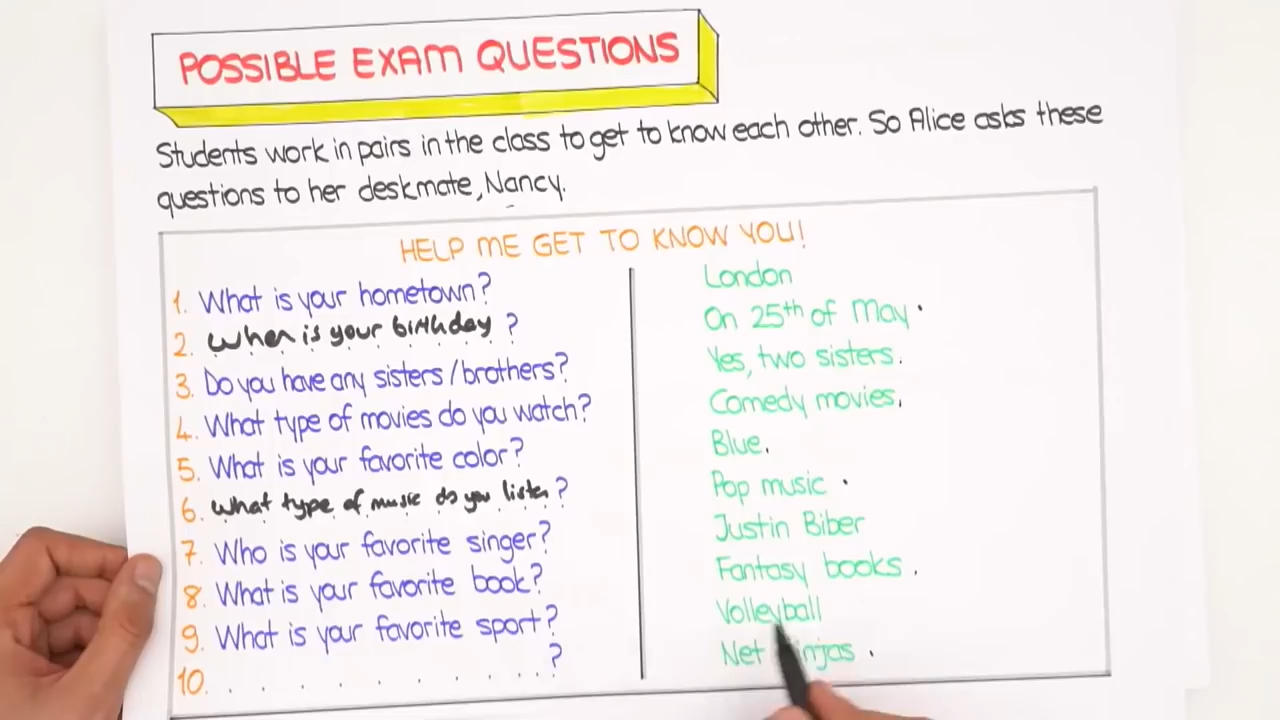 POSSIBLE EXAM QUESTIONS
Students work in pairs in the class to get to know each other. So Alice asks these
questions to her deskmate, Nancy.
HELP ME GET TO KNOW YOU!
1. What is your hometown?
2. When is your birthday ?
3. Do you have any sisters/brothers?
4. What type of movies do you watch?
5. What is your favorite color?
6. What type of music do you listen ?
7. Who is your favorite singer?
8. What is your favorite book?
9. What is your favorite sport?
10. . . . . . . . . . . ?
London
On 25th of May.
Yes, two sisters.
Comedy movies.
Blue.
Pop music .
Justin Biber
Fantasy books .
Volleyball
Net